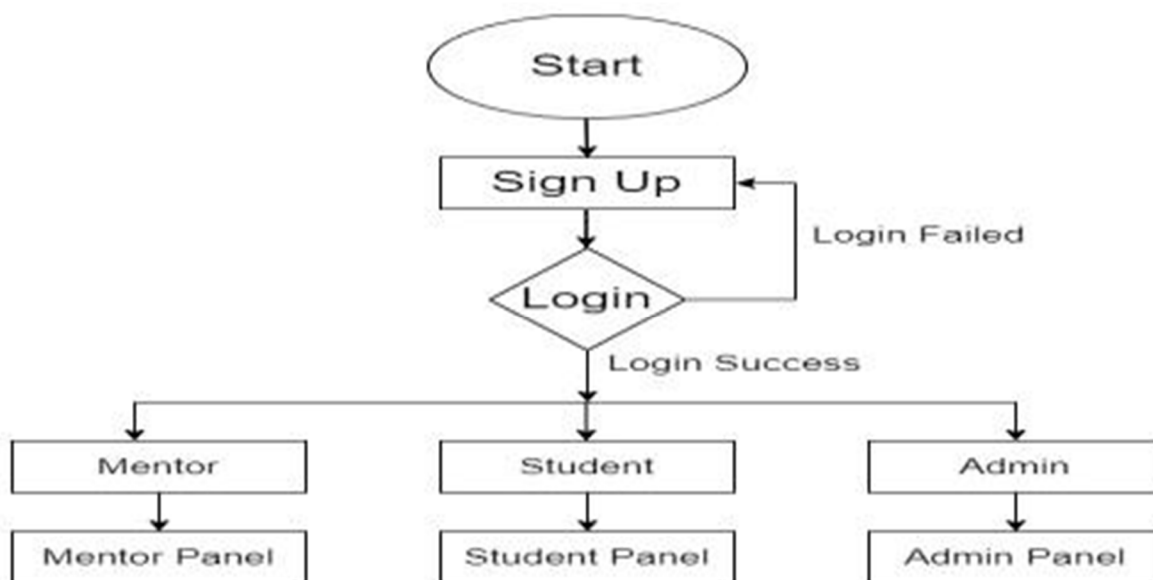 Start
Sign Up
Login Failed
Login
Login Success
Mentor
Student
Admin
Mentor Panel
Student Panel
Admin Panel